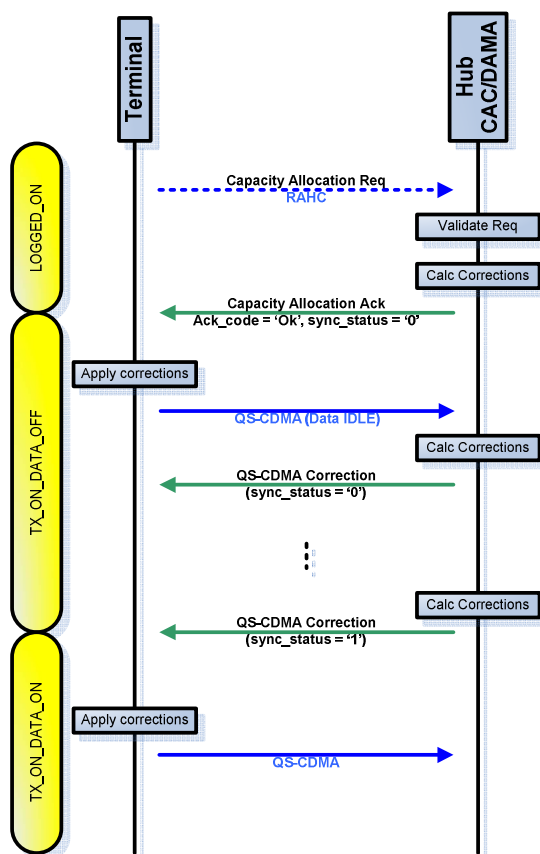 Terminal
Hub
CAC/DAMA
LOGGED_ON
Capacity Allocation Req
RAHC
Validate Req
Calc Corrections
Capacity Allocation Ack
Ack_code = 'Ok', sync_status = '0'
TX_ON_DATA_OFF
Apply corrections
QS-CDMA (Data IDLE)
Calc Corrections
QS-CDMA Correction
(sync_status = '0')
Calc Corrections
QS-CDMA Correction
(sync_status = '1')
TX_ON_DATA_ON
Apply corrections
QS-CDMA